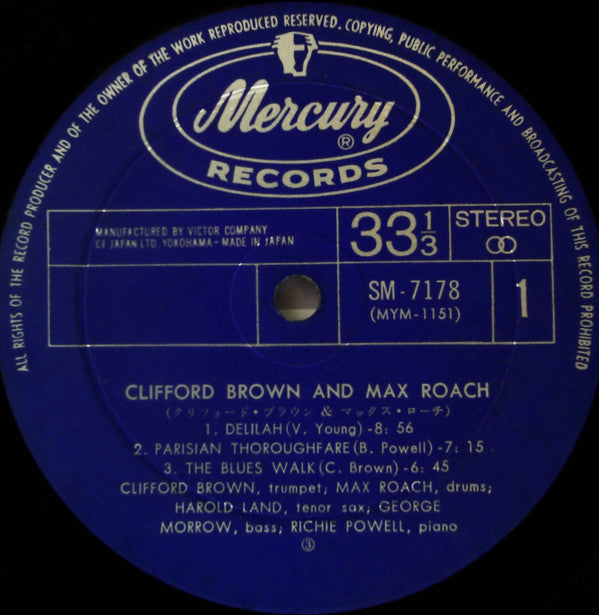 ALL RIGHTS OF THE RECORD PRODUCER AND OF THE OWNER OF THE WORK REPRODUCED RESERVED. COPYING, PUBLIC PERFORMANCE AND BROADCASTING OF THIS RECORD PROHIBITED
Mercury
®
RECORDS
MANUFACTURED BY VICTOR COMPANY
OF JAPAN LTD. YOKOHAMA - MADE IN JAPAN
33 1/3
STEREO
SM-7178
(MYM-1151)
1
CLIFFORD BROWN AND MAX ROACH
(クリフォード・ブラウン & マックス・ローチ)
1. DELILAH (V. Young) -8: 56
2. PARISIAN THOROUGHFARE (B. Powell) -7: 15
3. THE BLUES WALK (C. Brown) -6: 45
CLIFFORD BROWN, trumpet; MAX ROACH, drums;
HAROLD LAND, tenor sax; GEORGE
MORROW, bass; RICHIE POWELL, piano
③